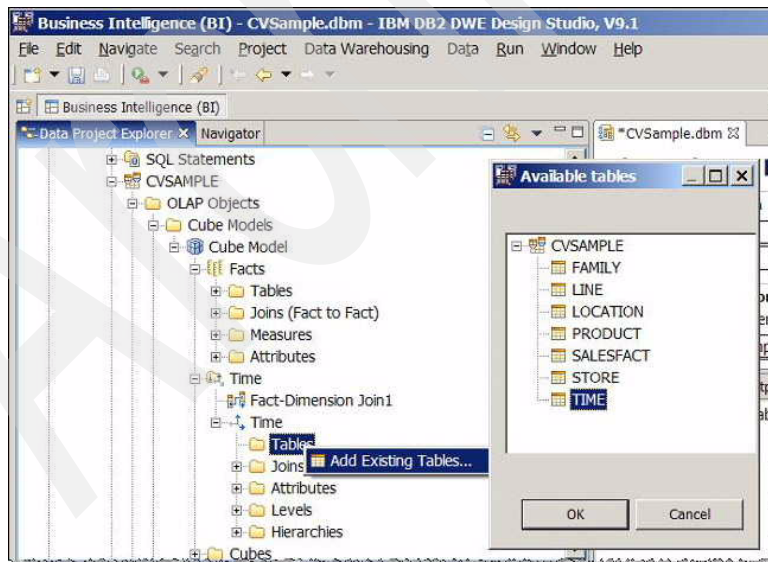 Business Intelligence (BI) - CVSample.dbm - IBM DB2 DWE Design Studio, V9.1
File Edit Navigate Search Project Data Warehousing Data Run Window Help
Business Intelligence (BI)
Data Project Explorer Navigator
*CVSample.dbm
SQL Statements
CVSAMPLE
OLAP Objects
Cube Models
Cube Model
Facts
Tables
Joins (Fact to Fact)
Measures
Attributes
Time
Fact-Dimension Join1
Time
Tables
Add Existing Tables...
Joins
Attributes
Levels
Hierarchies
Cubes
Available tables
CVSAMPLE
FAMILY
LINE
LOCATION
PRODUCT
SALESFACT
STORE
TIME
OK Cancel